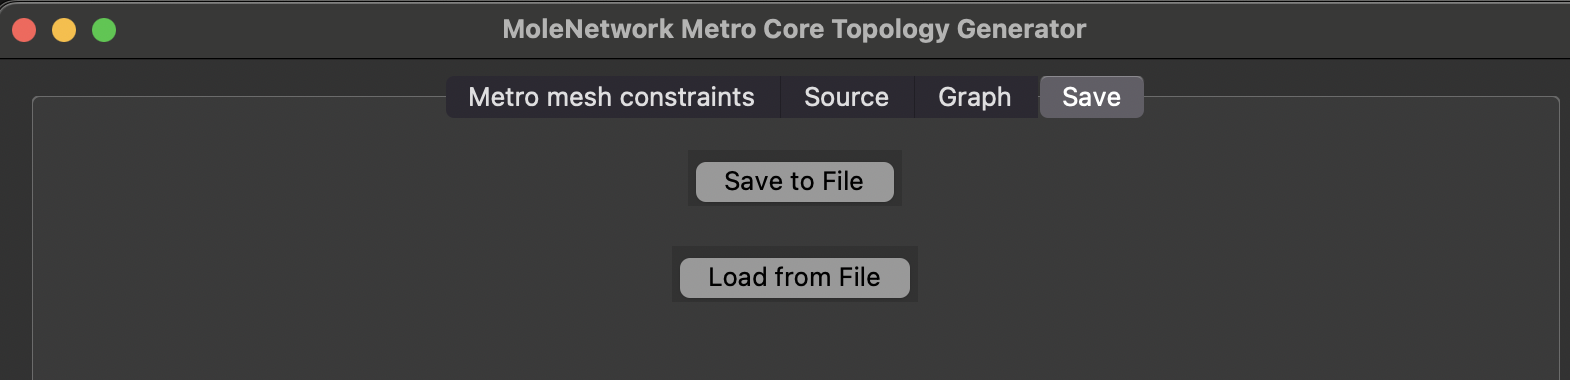 MoleNetwork Metro Core Topology Generator
Metro mesh constraints Source Graph Save
Save to File
Load from File